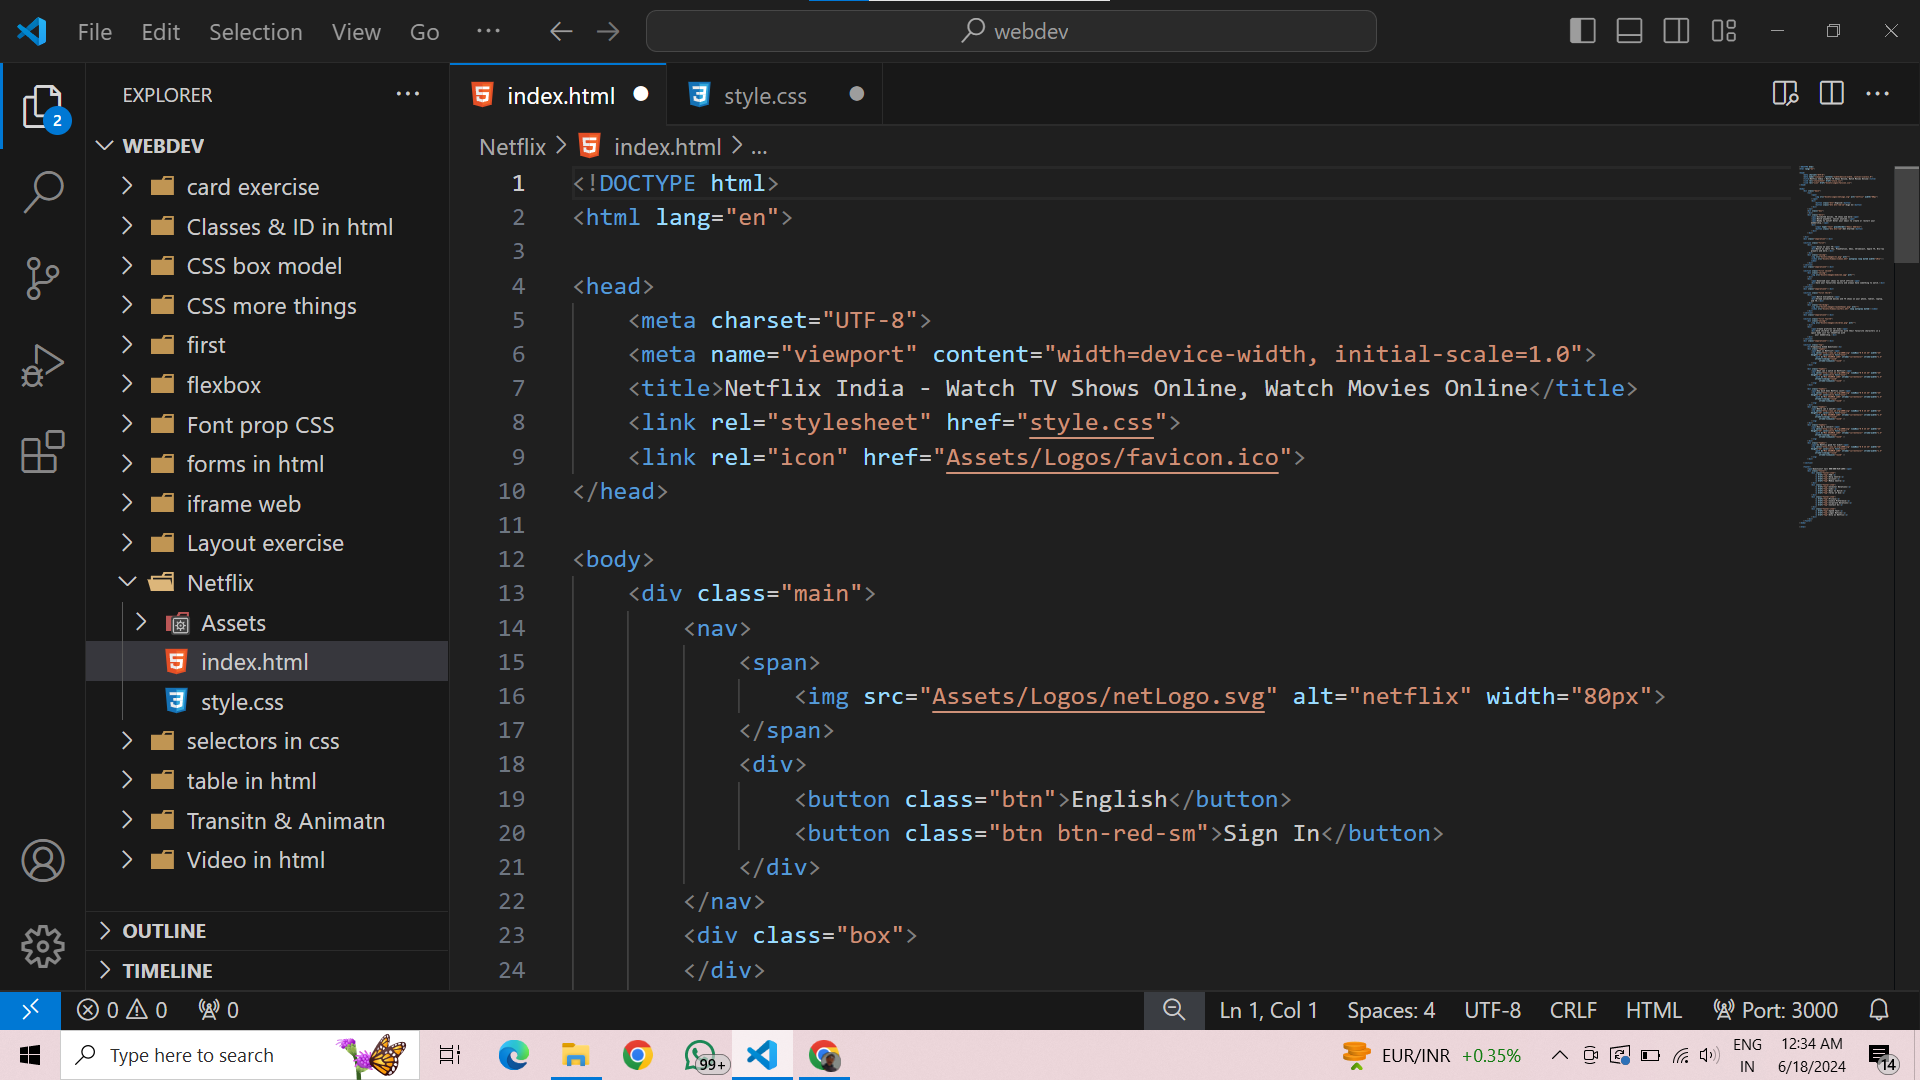 File Edit Selection View Go ... webdev
EXPLORER ...
2
WEBDEV
card exercise
Classes & ID in html
CSS box model
CSS more things
first
flexbox
Font prop CSS
forms in html
iframe web
Layout exercise
Netflix
Assets
index.html
style.css
selectors in css
table in html
Transitn & Animatn
Video in html
OUTLINE
TIMELINE
index.html style.css
Netflix > index.html > ...
1 <!DOCTYPE html>
2 <html lang="en">
3
4 <head>
5 <meta charset="UTF-8">
6 <meta name="viewport" content="width=device-width, initial-scale=1.0">
7 <title>Netflix India - Watch TV Shows Online, Watch Movies Online</title>
8 <link rel="stylesheet" href="style.css">
9 <link rel="icon" href="Assets/Logos/favicon.ico">
10 </head>
11
12 <body>
13 <div class="main">
14 <nav>
15 <span>
16 <img src="Assets/Logos/netLogo.svg" alt="netflix" width="80px">
17 </span>
18 <div>
19 <button class="btn">English</button>
20 <button class="btn btn-red-sm">Sign In</button>
21 </div>
22 </nav>
23 <div class="box">
24 </div>
0 0 0 Ln 1, Col 1 Spaces: 4 UTF-8 CRLF HTML Port: 3000
Type here to search 99+ EUR/INR +0.35% ENG IN 12:34 AM 6/18/2024 14